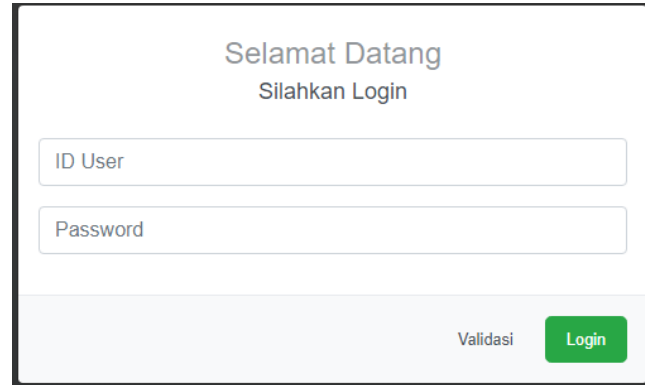 Selamat Datang
Silahkan Login
ID User
Password
Validasi Login